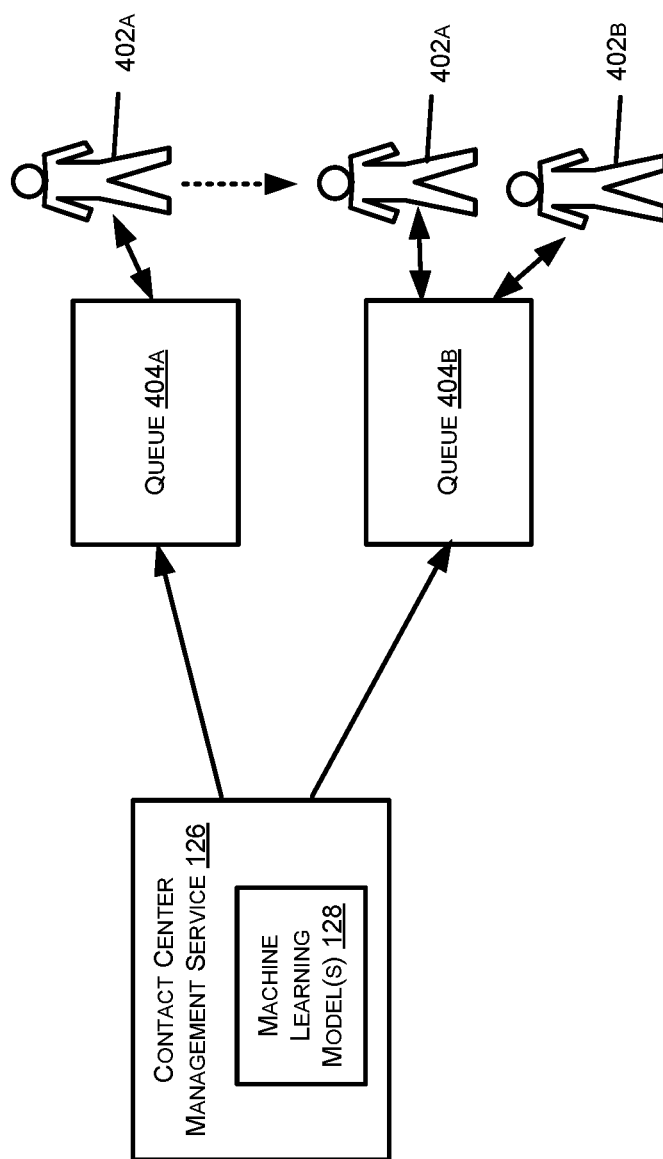 CONTACT CENTER
MANAGEMENT SERVICE 126
MACHINE
LEARNING
MODEL(S) 128
QUEUE 404A
QUEUE 404B
402A
402A
402B